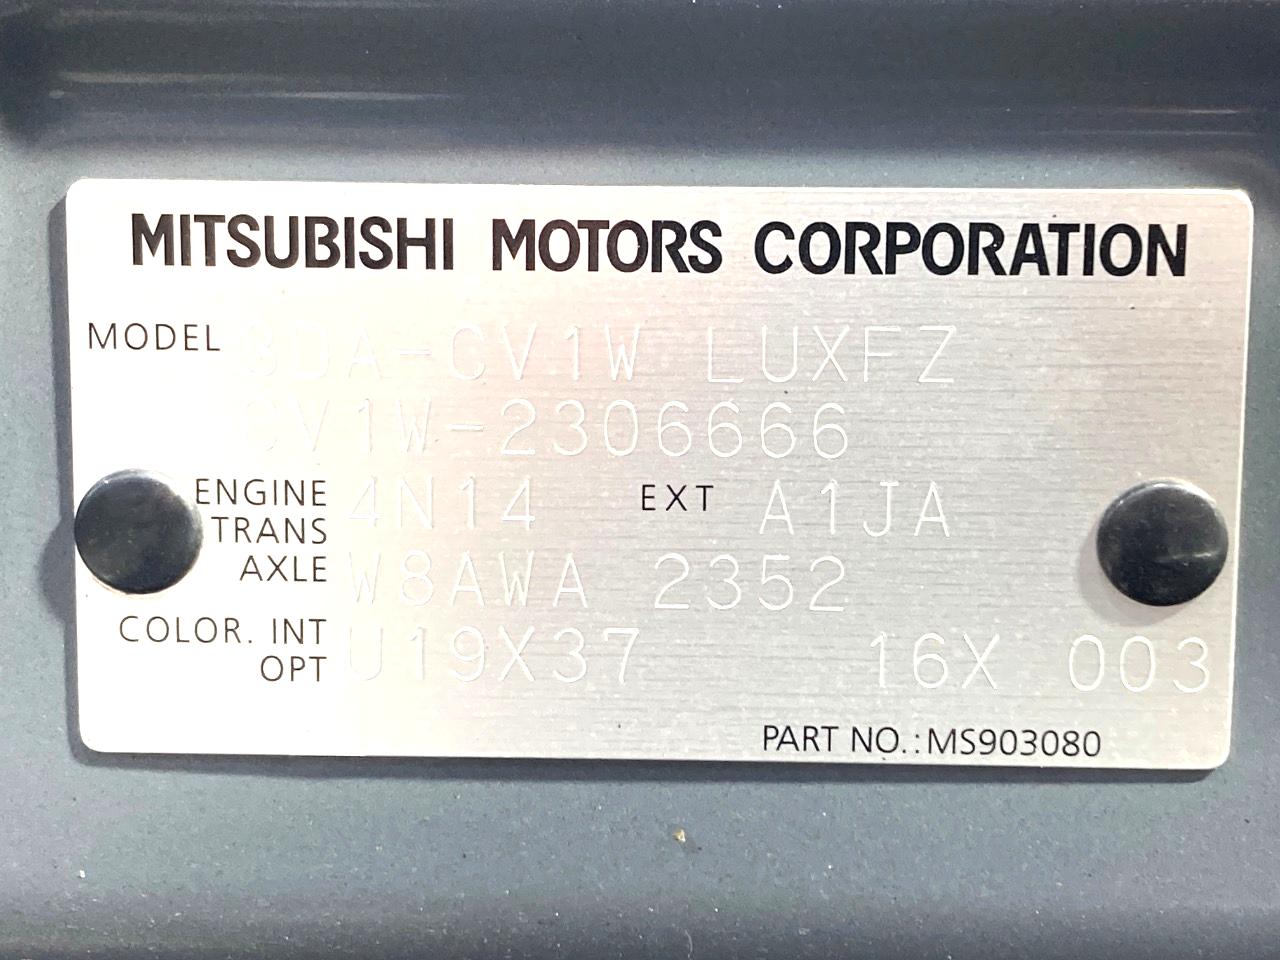 MITSUBISHI MOTORS CORPORATION
MODEL 3DA-CV1W LUXFZ
CV1W-2306666
ENGINE 4N14 EXT A1JA
TRANS
AXLE W8AWA 2352
COLOR. INT
OPT U19X37 16X 003
PART NO.:MS903080